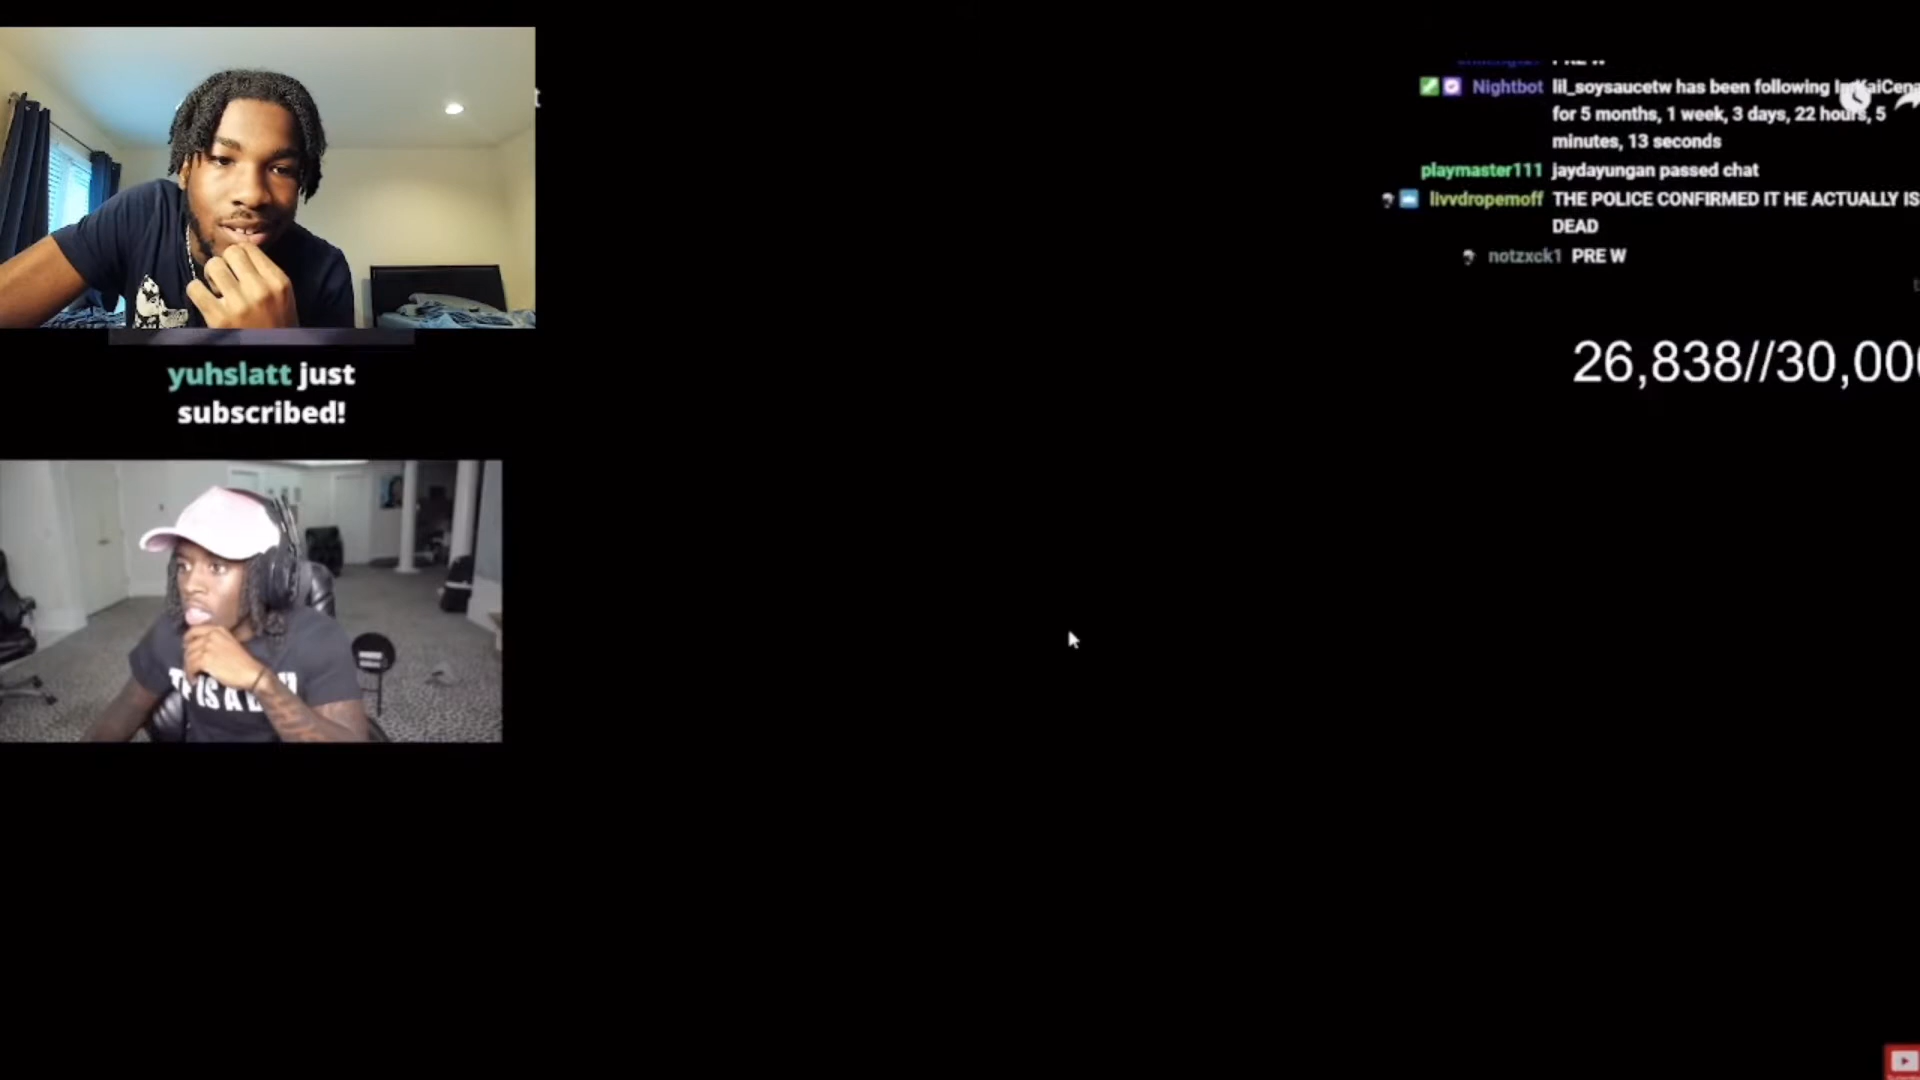 Nightbot lil_soysaucetw has been following
for 5 months, 1 week, 3 days, 22 hours, 5
minutes, 13 seconds
playmaster111 jaydayungan passed chat
livvdropemoff THE POLICE CONFIRMED IT HE ACTUALLY IS
DEAD
notzxck1 PRE W
26,838//30,000
yuhslatt just
subscribed!